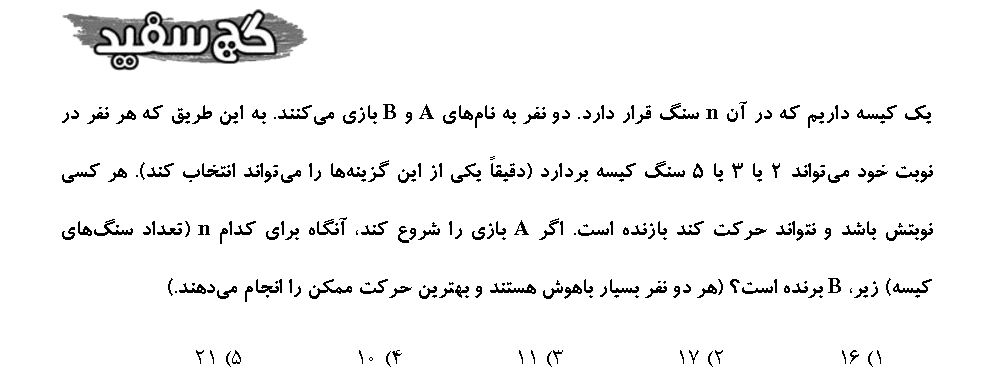 گچ سفید
یک کیسه داریم که در آن n سنگ قرار دارد. دو نفر به نام‌های A و B بازی می‌کنند. به این طریق که هر نفر در
نوبت خود می‌تواند ۲ یا ۳ یا ۵ سنگ کیسه بردارد (دقیقاً یکی از این گزینه‌ها را می‌تواند انتخاب کند). هر کسی
نوبتش باشد و نتواند حرکت کند بازنده است. اگر A بازی را شروع کند، آنگاه برای کدام n (تعداد سنگ‌های
کیسه) زیر، B برنده است؟ (هر دو نفر بسیار باهوش هستند و بهترین حرکت ممکن را انجام می‌دهند.)
۱) ۱۶ ۲) ۱۷ ۳) ۱۱ ۴) ۱۰ ۵) ۲۱